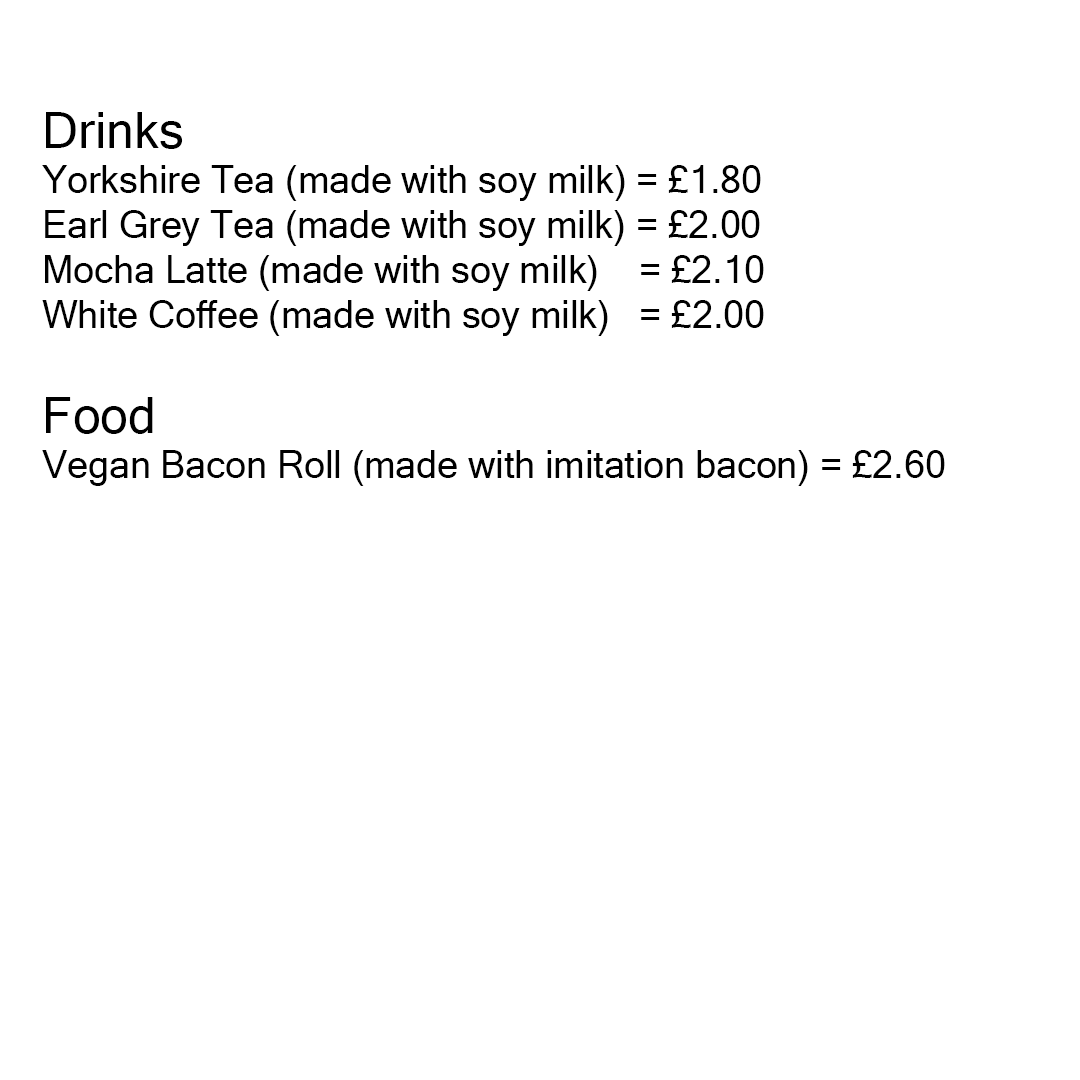 Drinks
Yorkshire Tea (made with soy milk) = £1.80
Earl Grey Tea (made with soy milk) = £2.00
Mocha Latte (made with soy milk) = £2.10
White Coffee (made with soy milk) = £2.00
Food
Vegan Bacon Roll (made with imitation bacon) = £2.60